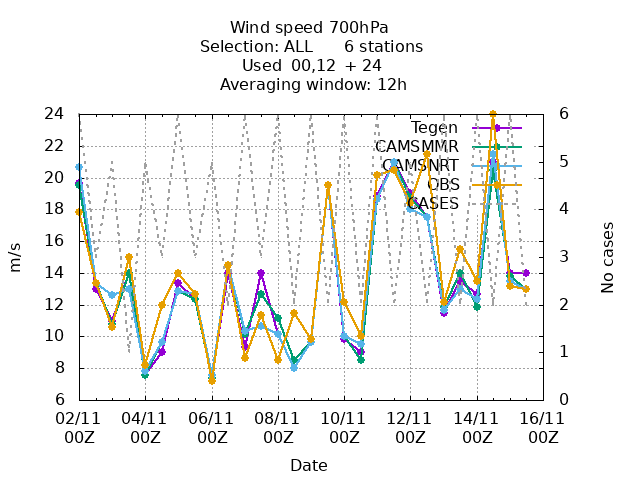 Wind speed 700hPa
Selection: ALL 6 stations
Used 00,12 + 24
Averaging window: 12h
24
22
20
18
16
14
12
10
8
6
m/s
6
5
4
3
2
1
0
No cases
Tegen
CAMSMMR
CAMSNRT
OBS
CASES
02/11 04/11 06/11 08/11 10/11 12/11 14/11 16/11
00Z 00Z 00Z 00Z 00Z 00Z 00Z 00Z
Date